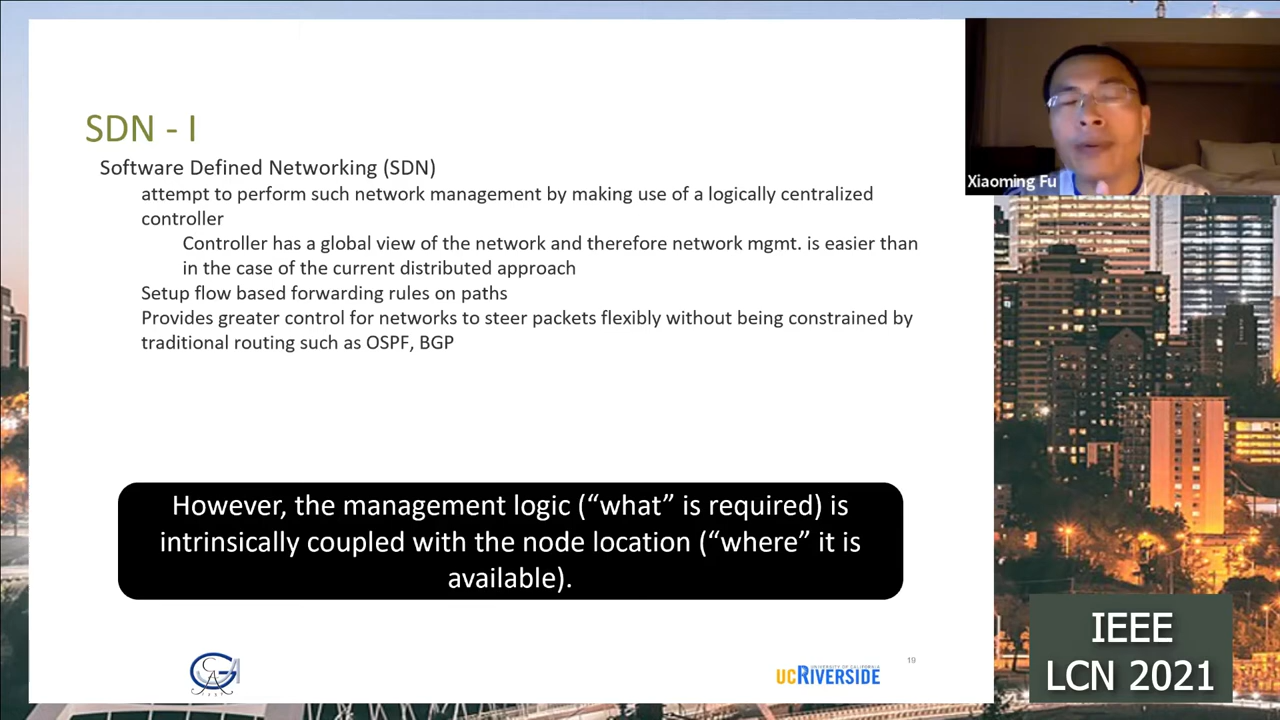 SDN - I
Software Defined Networking (SDN)
attempt to perform such network management by making use of a logically centralized
controller
Controller has a global view of the network and therefore network mgmt. is easier than
in the case of the current distributed approach
Setup flow based forwarding rules on paths
Provides greater control for networks to steer packets flexibly without being constrained by
traditional routing such as OSPF, BGP
However, the management logic (“what” is required) is
intrinsically coupled with the node location (“where” it is
available).
Xiaoming Fu
19
UNIVERSITY OF CALIFORNIA
UCRIVERSIDE
IEEE
LCN 2021